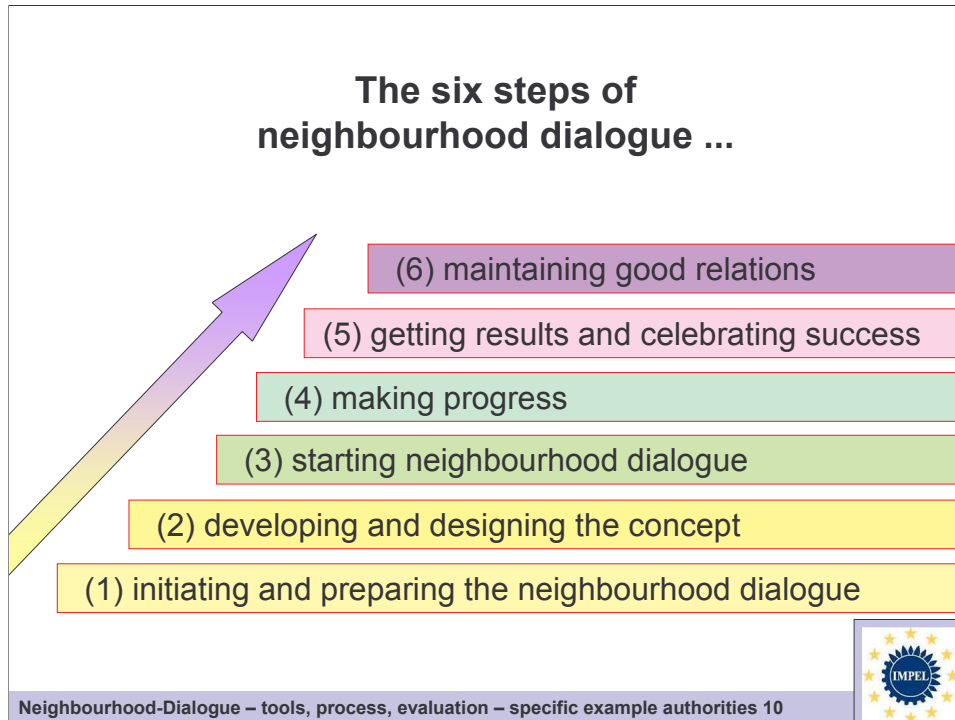 The six steps of
neighbourhood dialogue ...
(6) maintaining good relations
(5) getting results and celebrating success
(4) making progress
(3) starting neighbourhood dialogue
(2) developing and designing the concept
(1) initiating and preparing the neighbourhood dialogue
IMPEL
Neighbourhood-Dialogue – tools, process, evaluation – specific example authorities 10